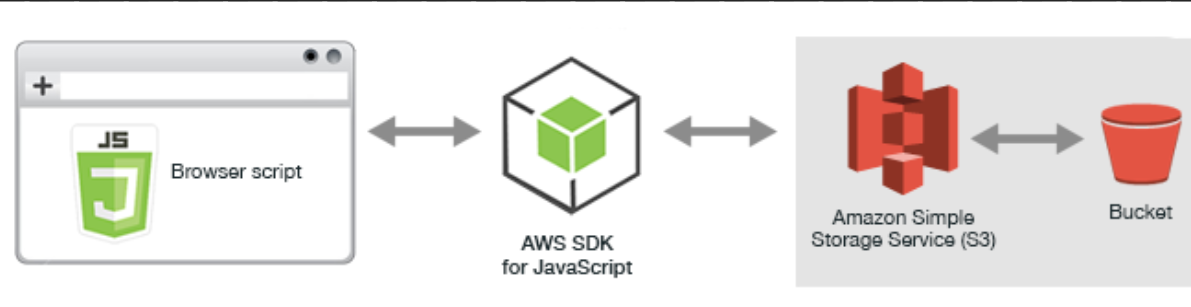 JS
Browser script
AWS SDK
for JavaScript
Amazon Simple
Storage Service (S3)
Bucket